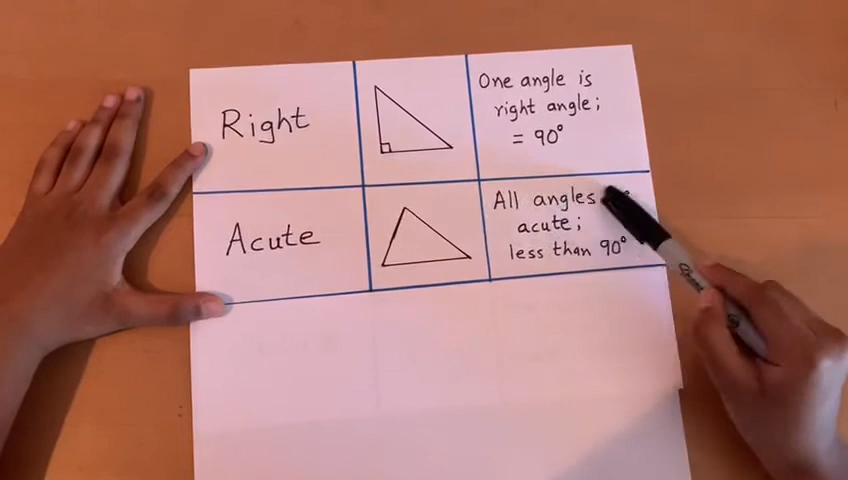 Right
One angle is
right angle;
= 90°
Acute
All angles
acute;
less than 90°